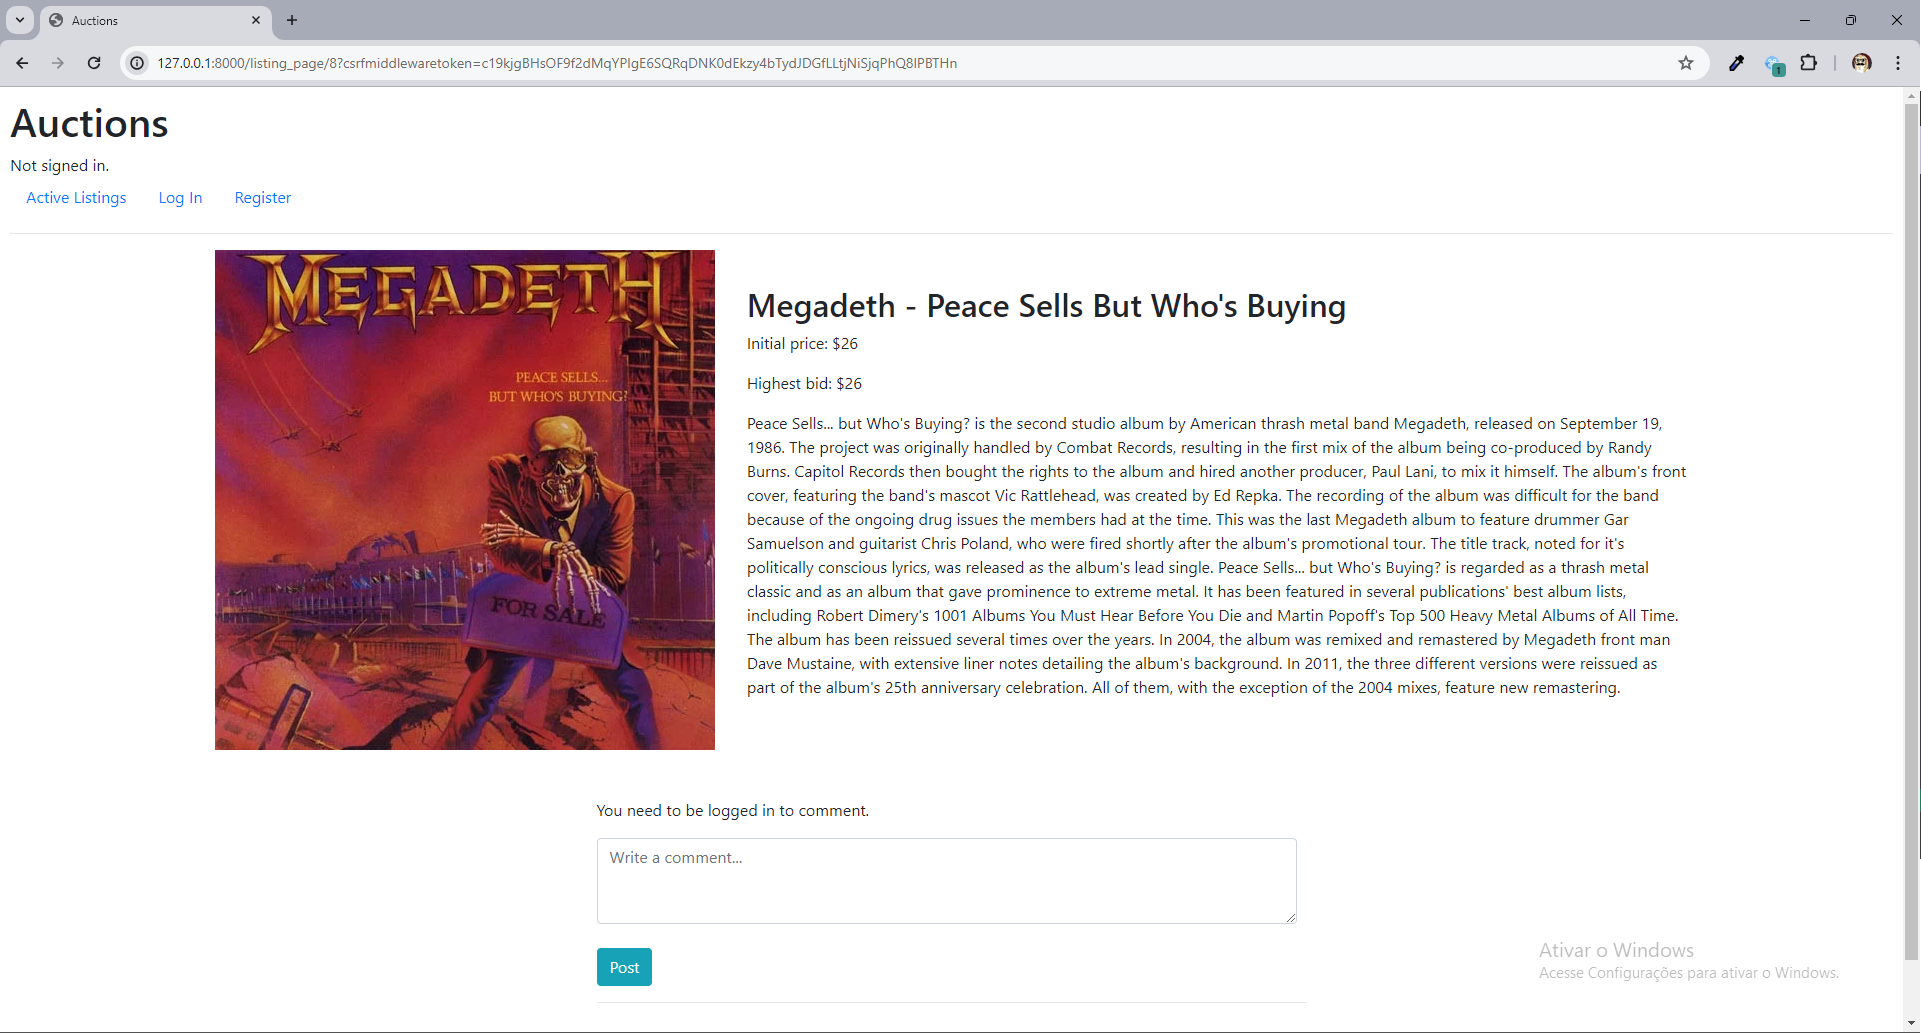 Auctions
127.0.0.1:8000/listing_page/8?csrfmiddlewaretoken=c19kjgBHsOF9f2dMqYPIgE6SQRqDNK0dEkzy4bTydJDGfLLtjNiSjqPhQ8IPBTHn
1
Auctions
Not signed in.
Active Listings Log In Register
MEGADETH
PEACE SELLS...
BUT WHO'S BUYING?
FOR SALE
Megadeth - Peace Sells But Who's Buying
Initial price: $26
Highest bid: $26
Peace Sells... but Who's Buying? is the second studio album by American thrash metal band Megadeth, released on September 19,
1986. The project was originally handled by Combat Records, resulting in the first mix of the album being co-produced by Randy
Burns. Capitol Records then bought the rights to the album and hired another producer, Paul Lani, to mix it himself. The album's front
cover, featuring the band's mascot Vic Rattlehead, was created by Ed Repka. The recording of the album was difficult for the band
because of the ongoing drug issues the members had at the time. This was the last Megadeth album to feature drummer Gar
Samuelson and guitarist Chris Poland, who were fired shortly after the album's promotional tour. The title track, noted for it's
politically conscious lyrics, was released as the album's lead single. Peace Sells... but Who's Buying? is regarded as a thrash metal
classic and as an album that gave prominence to extreme metal. It has been featured in several publications' best album lists,
including Robert Dimery's 1001 Albums You Must Hear Before You Die and Martin Popoff's Top 500 Heavy Metal Albums of All Time.
The album has been reissued several times over the years. In 2004, the album was remixed and remastered by Megadeth front man
Dave Mustaine, with extensive liner notes detailing the album's background. In 2011, the three different versions were reissued as
part of the album's 25th anniversary celebration. All of them, with the exception of the 2004 mixes, feature new remastering.
You need to be logged in to comment.
Write a comment...
Post
Ativar o Windows
Acesse Configurações para ativar o Windows.